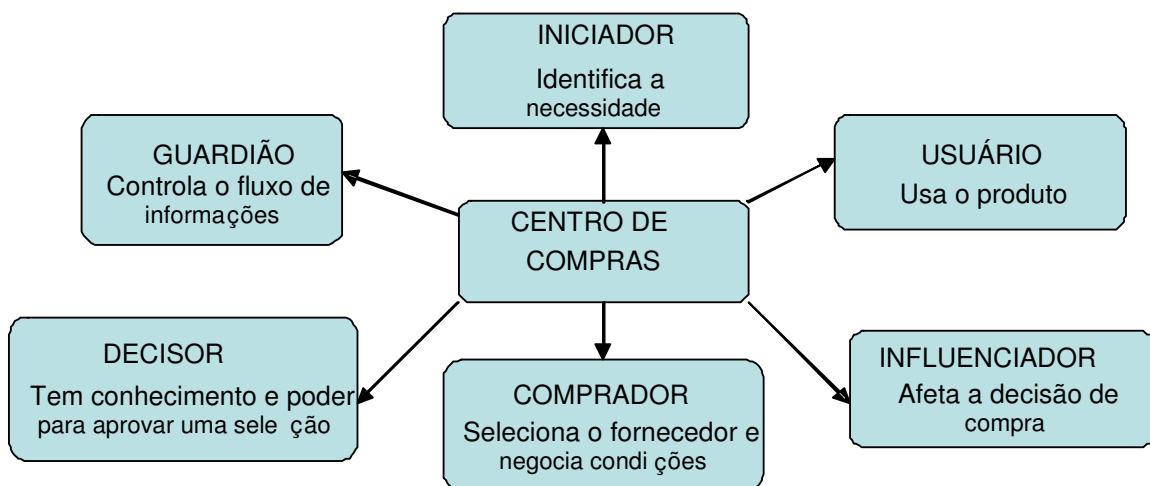 INICIADOR
Identifica a
necessidade
GUARDIÃO
Controla o fluxo de
informações
USUÁRIO
Usa o produto
CENTRO DE
COMPRAS
DECISOR
Tem conhecimento e poder
para aprovar uma sele ção
COMPRADOR
Seleciona o fornecedor e
negocia condi ções
INFLUENCIADOR
Afeta a decisão de
compra